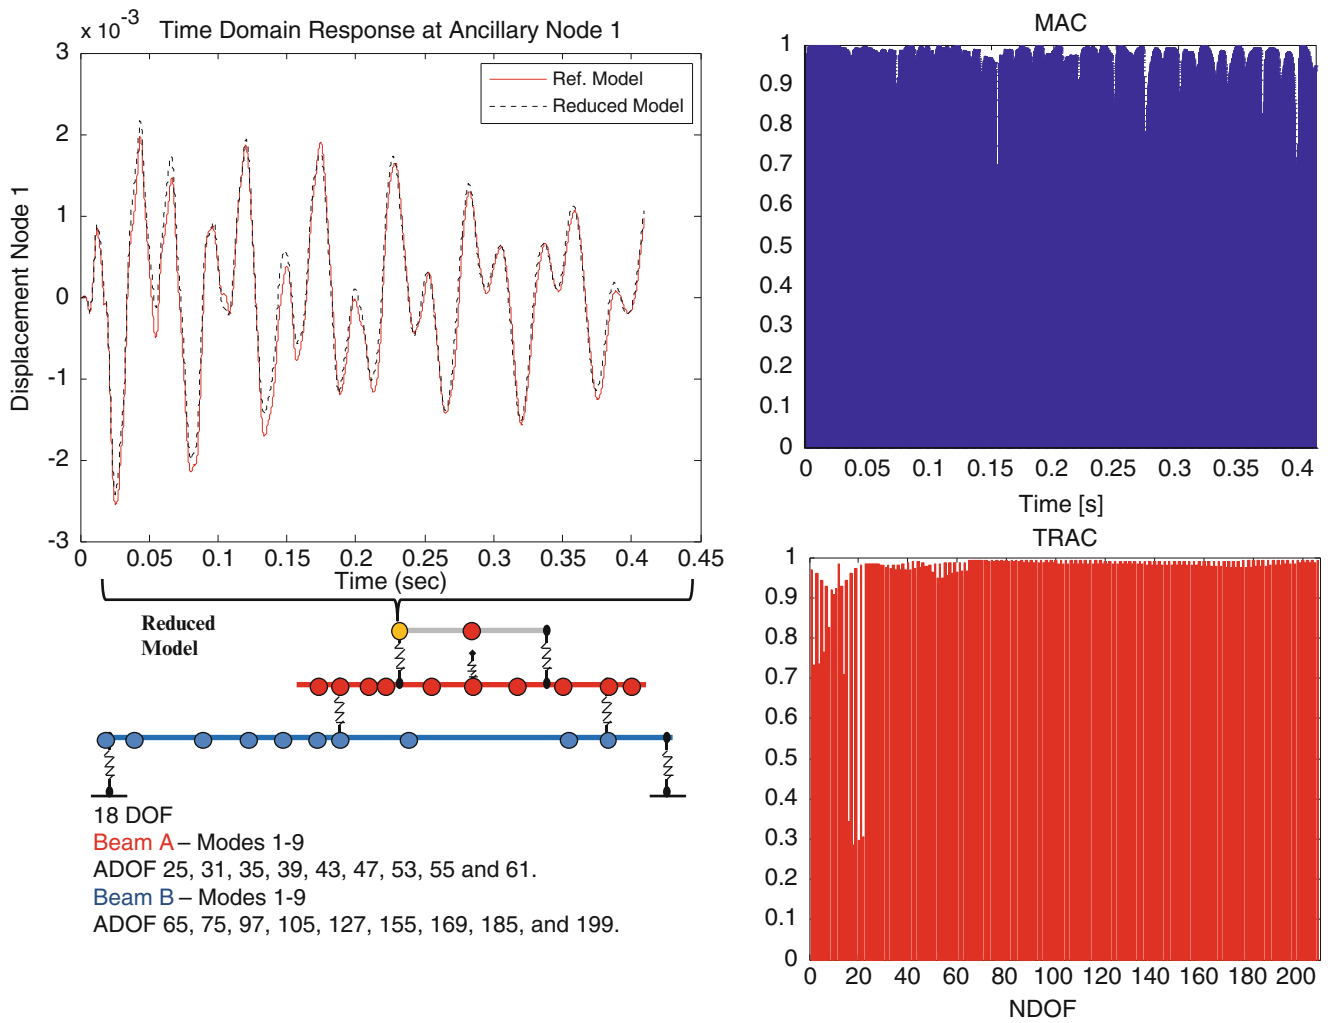 x 10-3
Time Domain Response at Ancillary Node 1
Ref. Model
Reduced Model
3
2
1
0
-1
-2
-3
Displacement Node 1
0 0.05 0.1 0.15 0.2 0.25 0.3 0.35 0.4 0.45
Time (sec)
Reduced
Model
18 DOF
Beam A – Modes 1-9
ADOF 25, 31, 35, 39, 43, 47, 53, 55 and 61.
Beam B – Modes 1-9
ADOF 65, 75, 97, 105, 127, 155, 169, 185, and 199.
MAC
1
0.9
0.8
0.7
0.6
0.5
0.4
0.3
0.2
0.1
0
0 0.05 0.1 0.15 0.2 0.25 0.3 0.35 0.4
Time [s]
TRAC
1
0.9
0.8
0.7
0.6
0.5
0.4
0.3
0.2
0.1
0
0 20 40 60 80 100 120 140 160 180 200
NDOF